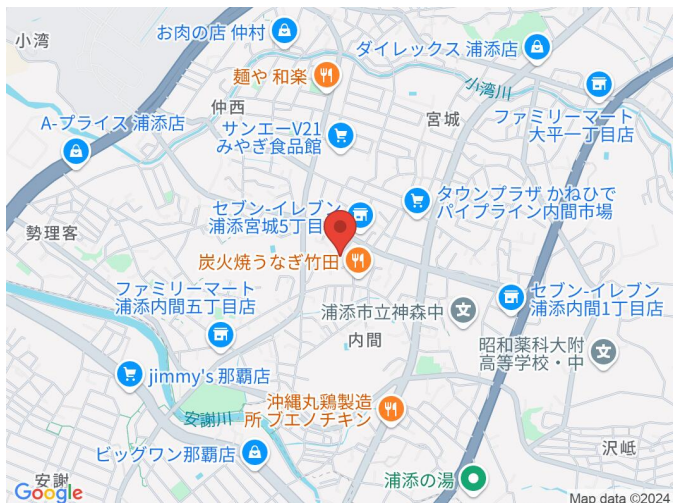 小湾
お肉の店 仲村
ダイレックス 浦添店
麺や 和楽
小湾川
仲西
宮城
ファミリーマート
大平一丁目店
A-プライス 浦添店
サンエーV21
みやぎ食品館
タウンプラザ かねひで
パイプライン内間市場
セブン-イレブン
浦添宮城5丁目
勢理客
炭火焼うなぎ竹田
ファミリーマート
浦添内間五丁目店
セブン-イレブン
浦添内間1丁目店
浦添市立神森中
内間
昭和薬科大附
高等学校・中
jimmy's 那覇店
沖縄丸鶏製造
所 ブエノチキン
安謝川
ビッグワン那覇店
沢岻
安謝
浦添の湯
Google
Map data ©2024